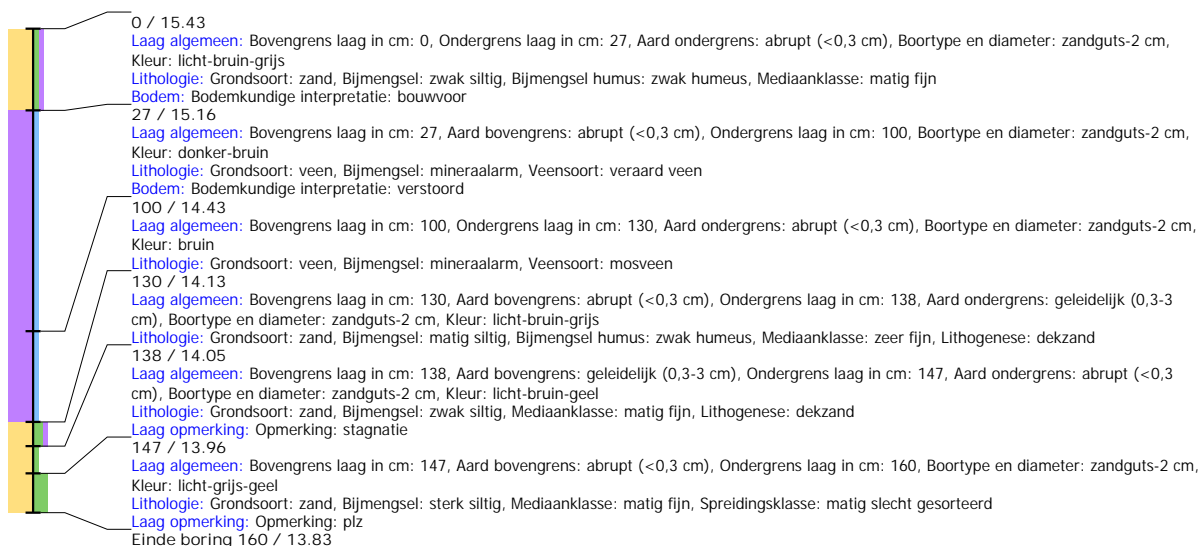 0 / 15.43
Laag algemeen: Bovengrens laag in cm: 0, Ondergrens laag in cm: 27, Aard ondergrens: abrupt (<0,3 cm), Boortype en diameter: zandguts-2 cm,
Kleur: licht-bruin-grijs
Lithologie: Grondsoort: zand, Bijmengsel: zwak siltig, Bijmengsel humus: zwak humeus, Mediaanklasse: matig fijn
Bodem: Bodemkundige interpretatie: bouwvoor
27 / 15.16
Laag algemeen: Bovengrens laag in cm: 27, Aard bovengrens: abrupt (<0,3 cm), Ondergrens laag in cm: 100, Boortype en diameter: zandguts-2 cm,
Kleur: donker-bruin
Lithologie: Grondsoort: veen, Bijmengsel: mineraalarm, Veensoort: veraard veen
Bodem: Bodemkundige interpretatie: verstoord
100 / 14.43
Laag algemeen: Bovengrens laag in cm: 100, Ondergrens laag in cm: 130, Aard ondergrens: abrupt (<0,3 cm), Boortype en diameter: zandguts-2 cm,
Kleur: bruin
Lithologie: Grondsoort: veen, Bijmengsel: mineraalarm, Veensoort: mosveen
130 / 14.13
Laag algemeen: Bovengrens laag in cm: 130, Aard bovengrens: abrupt (<0,3 cm), Ondergrens laag in cm: 138, Aard ondergrens: geleidelijk (0,3-3
cm), Boortype en diameter: zandguts-2 cm, Kleur: licht-bruin-grijs
Lithologie: Grondsoort: zand, Bijmengsel: matig siltig, Bijmengsel humus: zwak humeus, Mediaanklasse: zeer fijn, Lithogenese: dekzand
138 / 14.05
Laag algemeen: Bovengrens laag in cm: 138, Aard bovengrens: geleidelijk (0,3-3 cm), Ondergrens laag in cm: 147, Aard ondergrens: abrupt (<0,3
cm), Boortype en diameter: zandguts-2 cm, Kleur: licht-bruin-geel
Lithologie: Grondsoort: zand, Bijmengsel: zwak siltig, Mediaanklasse: matig fijn, Lithogenese: dekzand
Laag opmerking: Opmerking: stagnatie
147 / 13.96
Laag algemeen: Bovengrens laag in cm: 147, Aard bovengrens: abrupt (<0,3 cm), Ondergrens laag in cm: 160, Boortype en diameter: zandguts-2 cm,
Kleur: licht-grijs-geel
Lithologie: Grondsoort: zand, Bijmengsel: sterk siltig, Mediaanklasse: matig fijn, Spreidingsklasse: matig slecht gesorteerd
Laag opmerking: Opmerking: plz
Einde boring 160 / 13.83